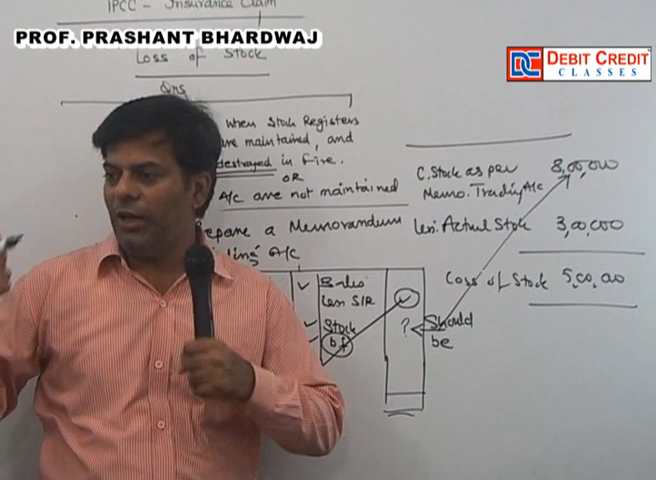 IPCC - Insurance Claim
PROF. PRASHANT BHARDWAJ
DEBIT CREDIT
CLASSES
Loss of Stock
Qns
When Stock Registers
are maintained, and
destroyed in Fire.
OR
A/c are not maintained
Prepare a Memorandum
Trading A/c
Sales
Less S/R
Stock
b.f
?
Should
be
C. Stock as per 8,00,000
Memo. Trading A/c
Less: Actual Stock 3,00,000
Loss of Stock 5,00,000